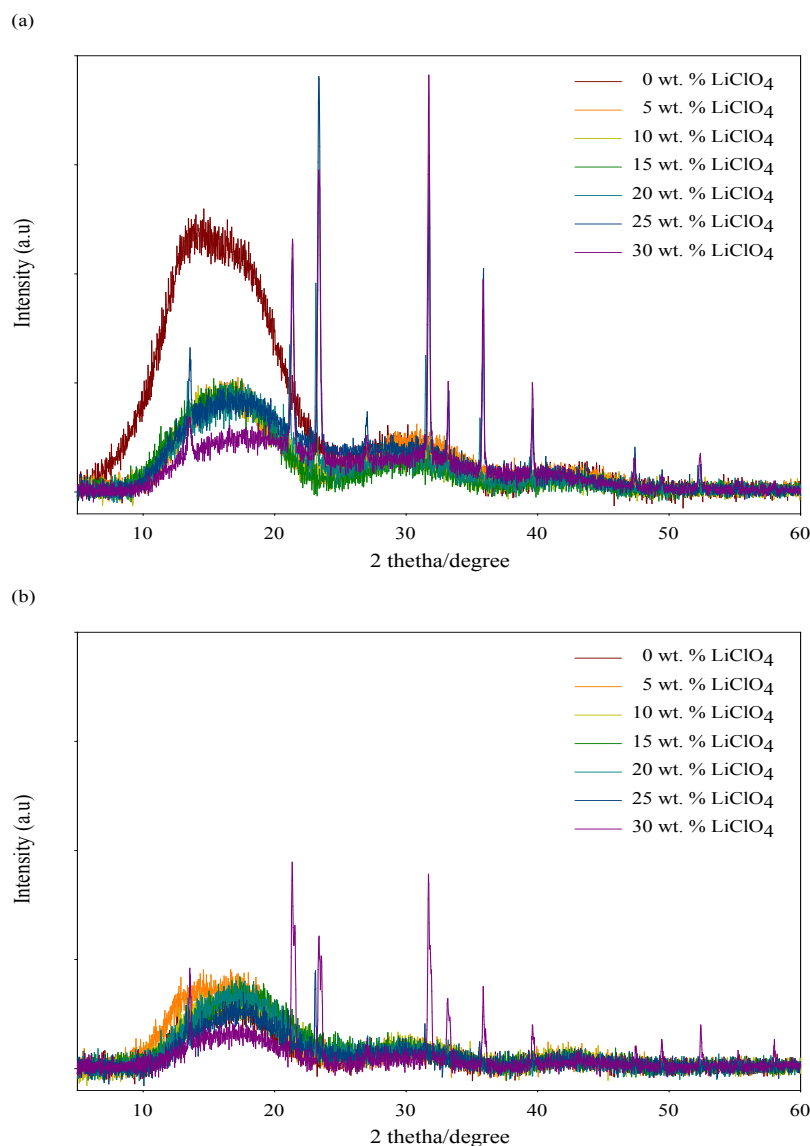 (a)
Intensity (a.u)
0 wt. % LiClO4
5 wt. % LiClO4
10 wt. % LiClO4
15 wt. % LiClO4
20 wt. % LiClO4
25 wt. % LiClO4
30 wt. % LiClO4
10 20 30 40 50 60
2 thetha/degree
(b)
Intensity (a.u)
0 wt. % LiClO4
5 wt. % LiClO4
10 wt. % LiClO4
15 wt. % LiClO4
20 wt. % LiClO4
25 wt. % LiClO4
30 wt. % LiClO4
10 20 30 40 50 60
2 thetha/degree